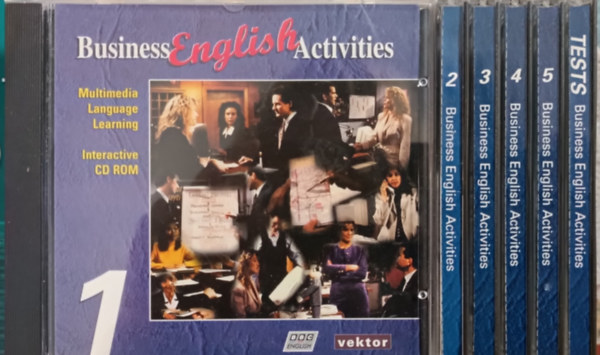 Business English Activities
Multimedia
Language
Learning
Interactive
CD ROM
1
BBC
ENGLISH
vektor
2 Business English Activities
3 Business English Activities
4 Business English Activities
5 Business English Activities
TESTS Business English Activities